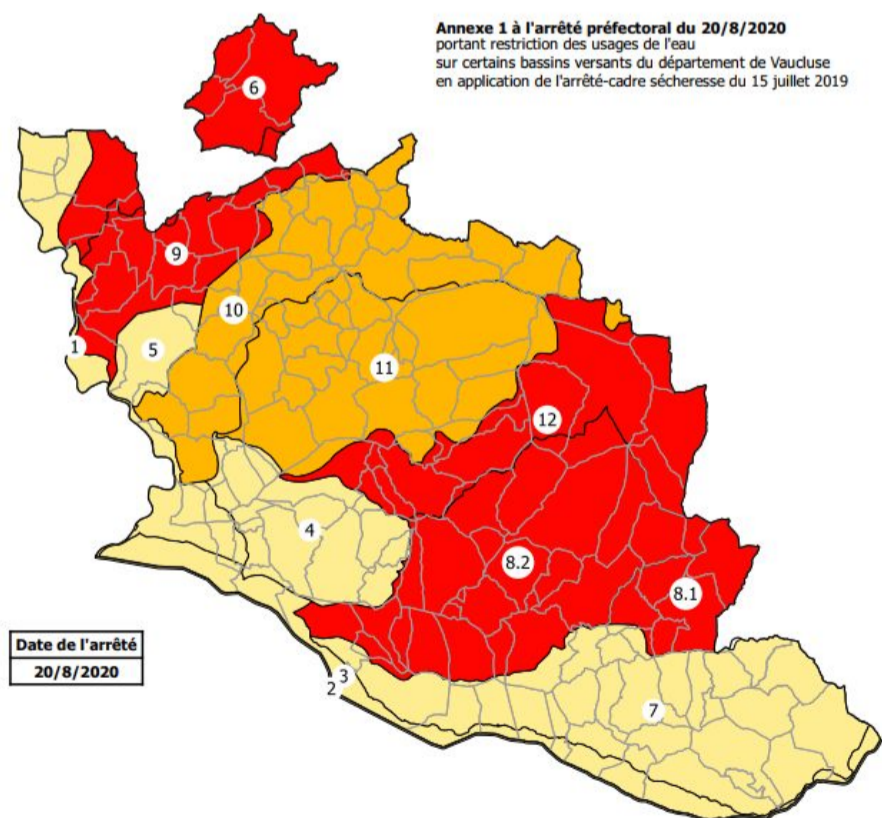 Annexe 1 à l'arrêté préfectoral du 20/8/2020
portant restriction des usages de l'eau
sur certains bassins versants du département de Vaucluse
en application de l'arrêté-cadre sécheresse du 15 juillet 2019
6
9
10
1
5
11
12
4
8.2
8.1
Date de l'arrêté
20/8/2020
3
2
7